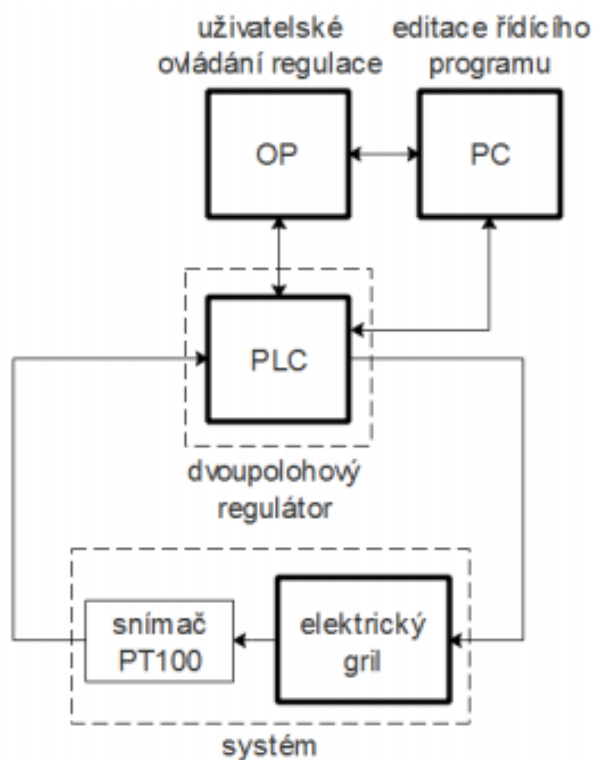 uživatelské
ovládání regulace
editace řídícího
programu
OP
PC
PLC
dvoupolohový
regulátor
snímač
PT100
elektrický
gril
systém